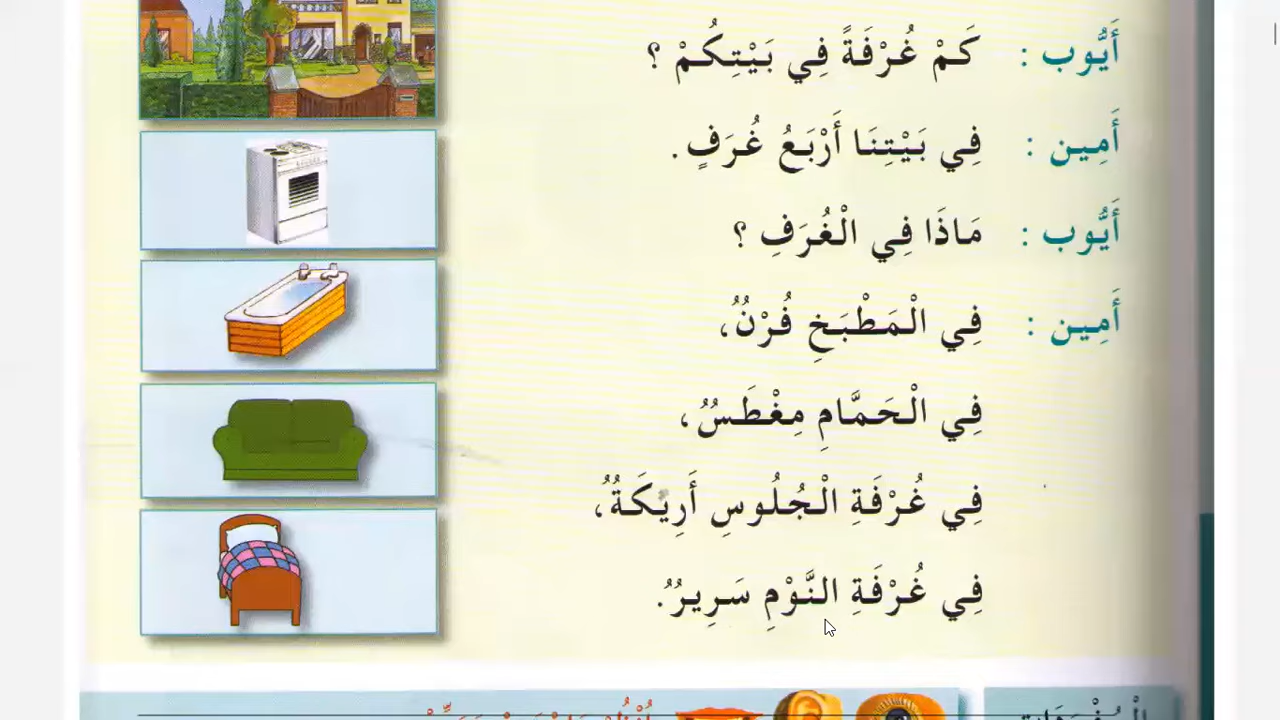 أَيُّوب : كَمْ غُرْفَةً فِي بَيْتِكُمْ ؟
أَمِين : فِي بَيْتِنَا أَرْبَعُ غُرَفٍ.
أَيُّوب : مَاذَا فِي الْغُرَفِ ؟
أَمِين : فِي الْمَطْبَخِ فُرْنٌ،
فِي الْحَمَّامِ مِغْطَسٌ،
فِي غُرْفَةِ الْجُلُوسِ أَرِيكَةٌ،
فِي غُرْفَةِ النَّوْمِ سَرِيرٌ.